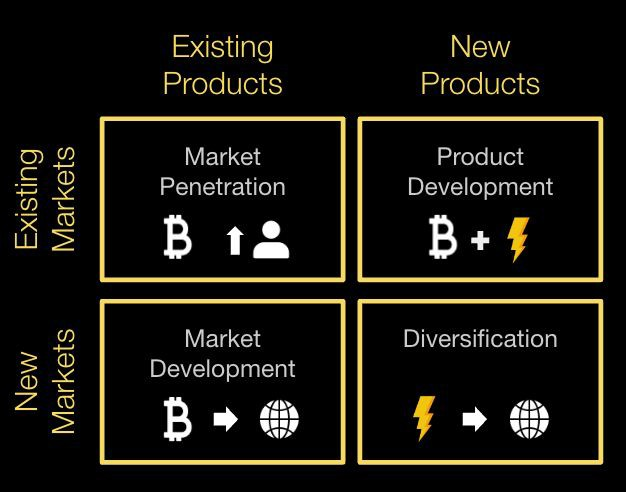 Existing
Products
New
Products
Existing
Markets
Market
Penetration
Product
Development
New
Markets
Market
Development
Diversification